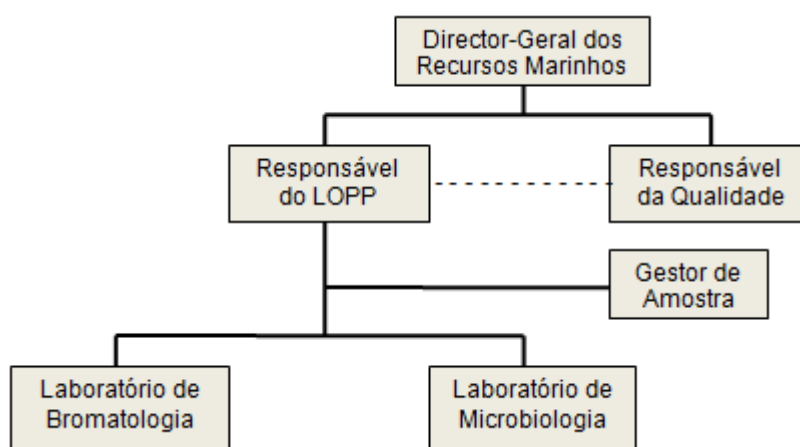 Director-Geral dos
Recursos Marinhos
Responsável
do LOPP
Responsável
da Qualidade
Gestor de
Amostra
Laboratório de
Bromatologia
Laboratório de
Microbiologia